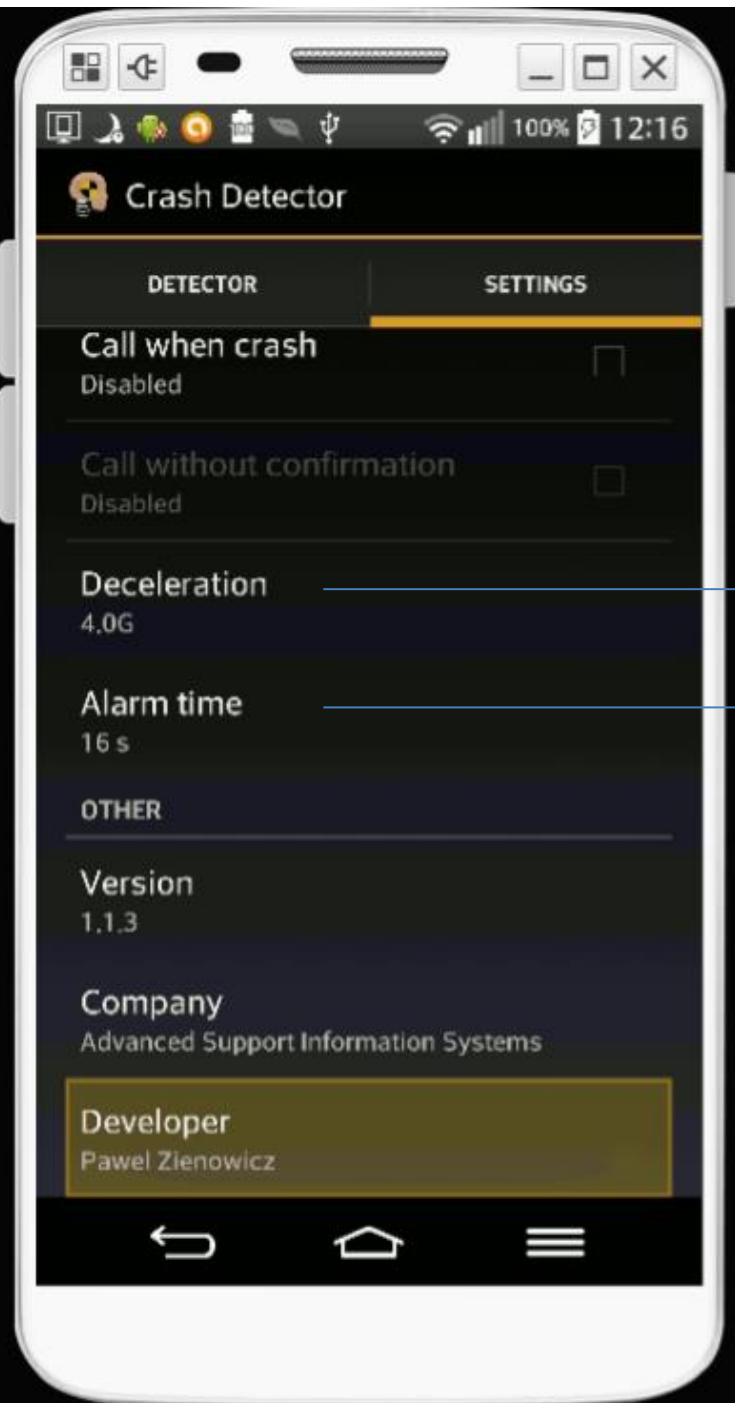 100% 12:16
Crash Detector
DETECTOR SETTINGS
Call when crash
Disabled
Call without confirmation
Disabled
Deceleration
4.0G
Alarm time
16 s
OTHER
Version
1.1.3
Company
Advanced Support Information Systems
Developer
Pawel Zienowicz